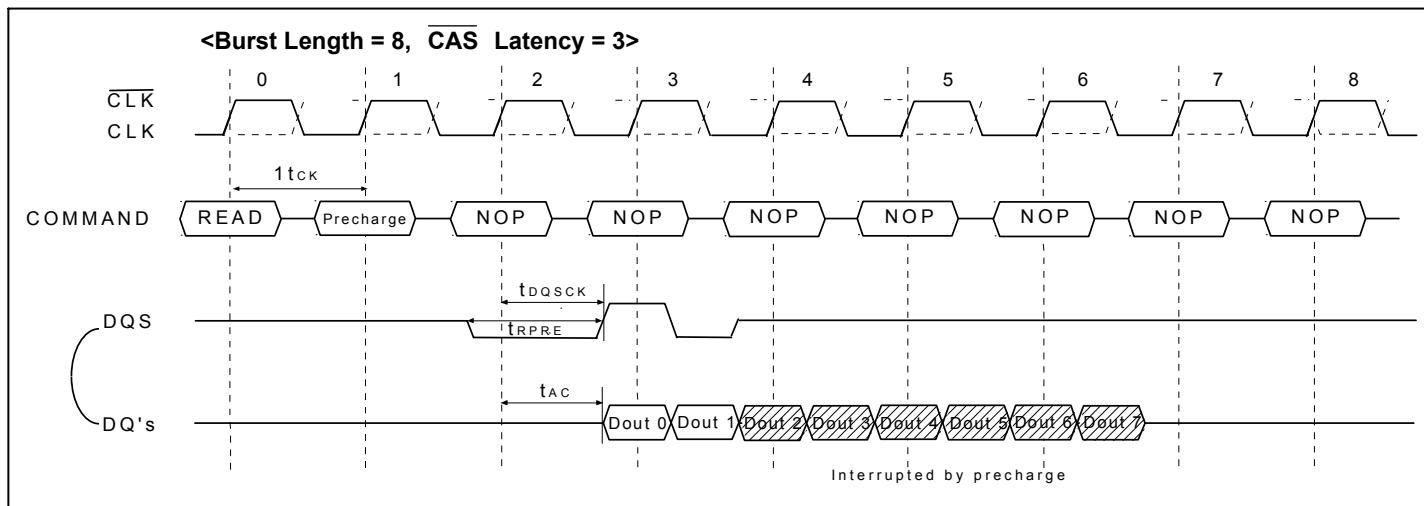 <Burst Length = 8, CAS Latency = 3>
0 1 2 3 4 5 6 7 8
CLK
CLK
1tCK
COMMAND READ Precharge NOP NOP NOP NOP NOP NOP NOP
tDQSCK
DQS
tRPRE
tAC
DQ's Dout 0 Dout 1 Dout 2 Dout 3 Dout 4 Dout 5 Dout 6 Dout 7
Interrupted by precharge